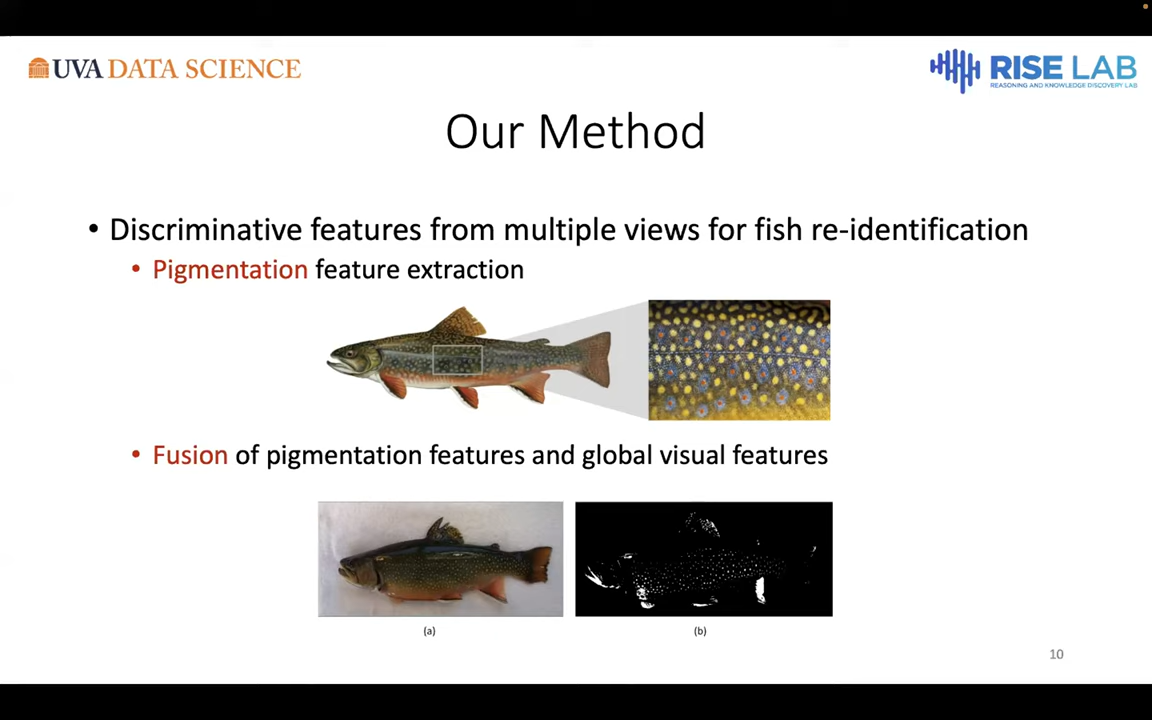 UVA DATA SCIENCE
RISE LAB
REASONING AND KNOWLEDGE DISCOVERY LAB
Our Method
• Discriminative features from multiple views for fish re-identification
• Pigmentation feature extraction
• Fusion of pigmentation features and global visual features
(a)
(b)
10